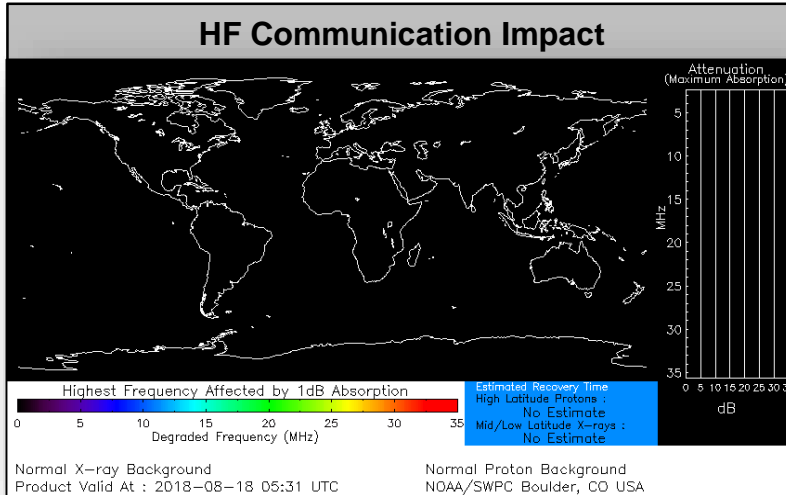 HF Communication Impact
Attenuation
(Maximum Absorption)
5
10
15
MHz
20
25
30
35
0 5 10 15 20 25 30 3
dB
Highest Frequency Affected by 1dB Absorption
0 5 10 15 20 25 30 35
Degraded Frequency (MHz)
Estimated Recovery Time
High Latitude Protons :
No Estimate
Mid/Low Latitude X-rays :
No Estimate
Normal X-ray Background
Product Valid At : 2018-08-18 05:31 UTC
Normal Proton Background
NOAA/SWPC Boulder, CO USA